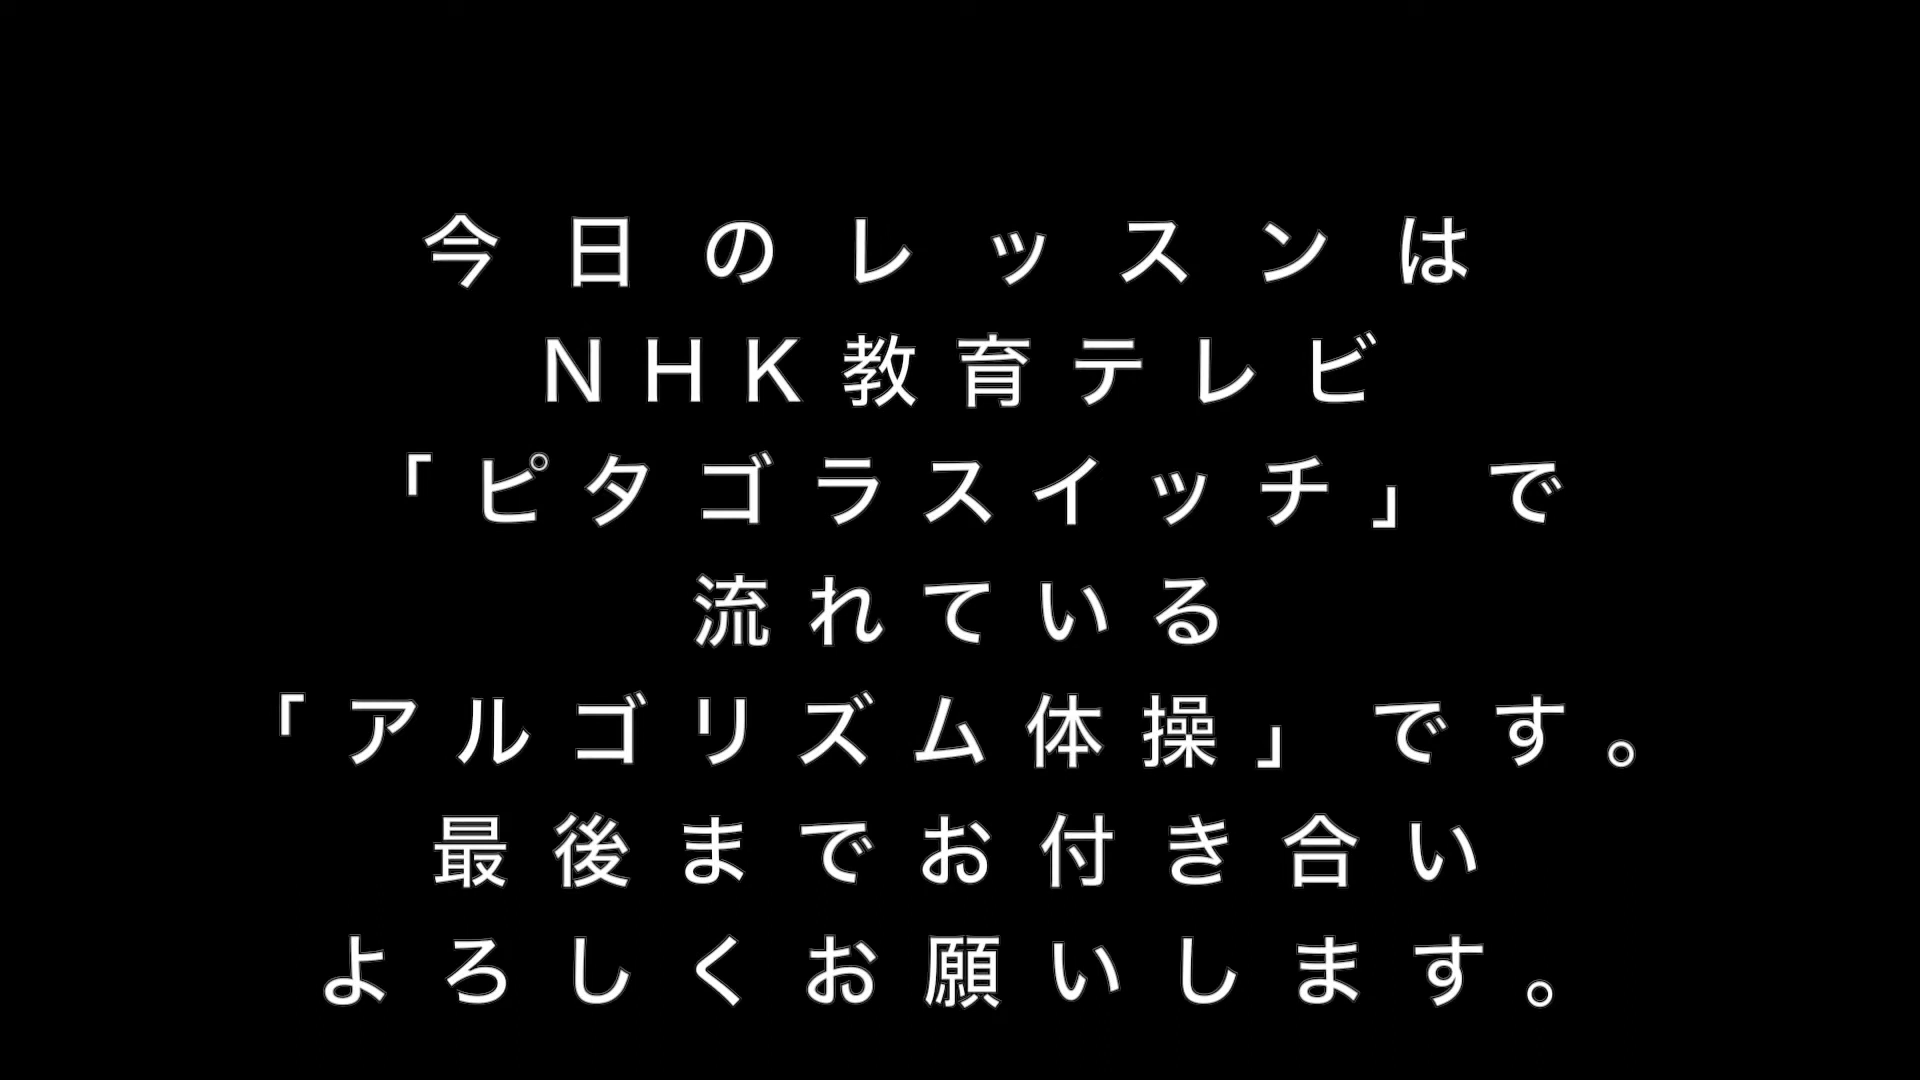 今日のレッスンは
NHK教育テレビ
「ピタゴラスイッチ」で
流れている
「アルゴリズム体操」です。
最後までお付き合い
よろしくお願いします。